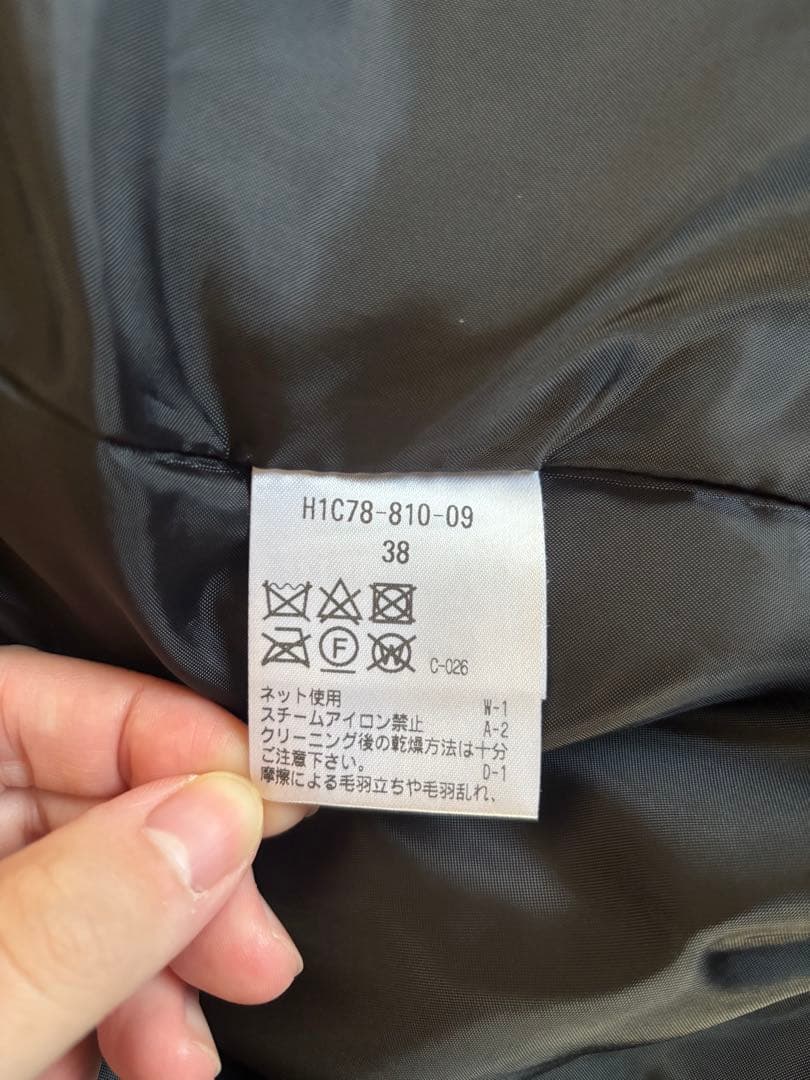 H1C78-810-09
38
F W C-026
ネット使用 W-1
スチームアイロン禁止 A-2
クリーニング後の乾燥方法は十分
ご注意下さい。 D-1
摩擦による毛羽立ちや毛羽乱れ、